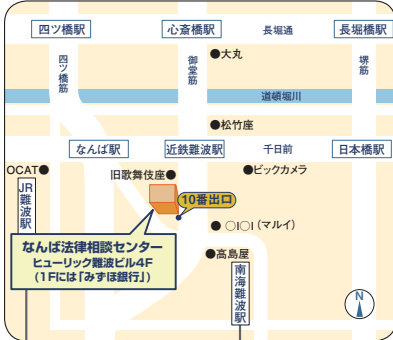 四ツ橋駅
心斎橋駅
長堀通
長堀橋駅
四ツ橋筋
御堂筋
●大丸
堺筋
道頓堀川
●松竹座
なんば駅
近鉄難波駅
千日前
日本橋駅
OCAT●
旧歌舞伎座●
●ビックカメラ
JR難波駅
10番出口
● ○I○I (マルイ)
なんば法律相談センター
ヒューリック難波ビル4F
(1Fには「みずほ銀行」)
●高島屋
南海難波駅
N